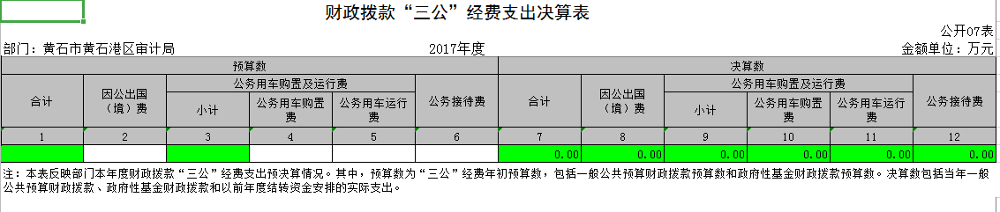 财政拨款“三公”经费支出决算表
公开07表
部门：黄石市黄石港区审计局 2017年度 金额单位：万元
预算数 决算数
合计 因公出国（境）费 公务用车购置及运行费 公务接待费 合计 因公出国（境）费 公务用车购置及运行费 公务接待费
小计 公务用车购置费 公务用车运行费 小计 公务用车购置费 公务用车运行费
1 2 3 4 5 6 7 8 9 10 11 12
0.00 0.00 0.00 0.00 0.00 0.00
注：本表反映部门本年度财政拨款“三公”经费支出预决算情况。其中，预算数为“三公”经费年初预算数，包括一般公共预算财政拨款预算数和政府性基金财政拨款预算数。决算数包括当年一般
公共预算财政拨款、政府性基金财政拨款和以前年度结转资金安排的实际支出。